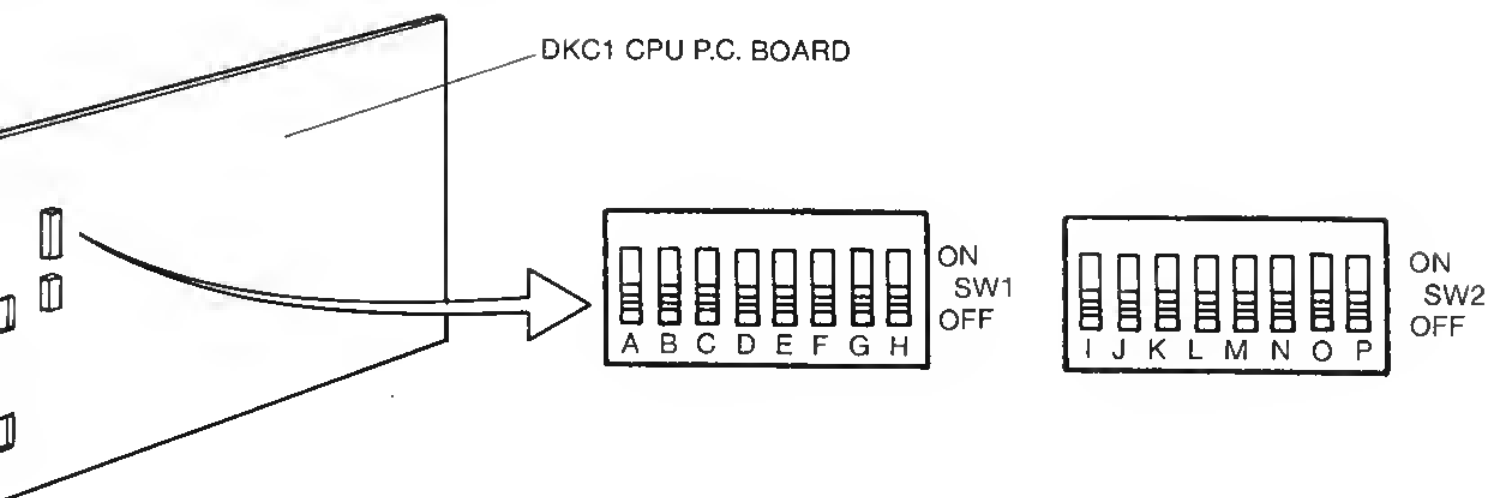 DKC1 CPU P.C. BOARD
ON
SW1
OFF
A B C D E F G H
ON
SW2
OFF
I J K L M N O P